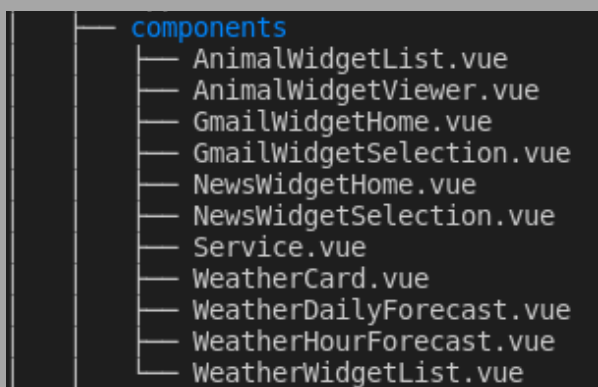 components
AnimalWidgetList.vue
AnimalWidgetViewer.vue
GmailWidgetHome.vue
GmailWidgetSelection.vue
NewsWidgetHome.vue
NewsWidgetSelection.vue
Service.vue
WeatherCard.vue
WeatherDailyForecast.vue
WeatherHourForecast.vue
WeatherWidgetList.vue